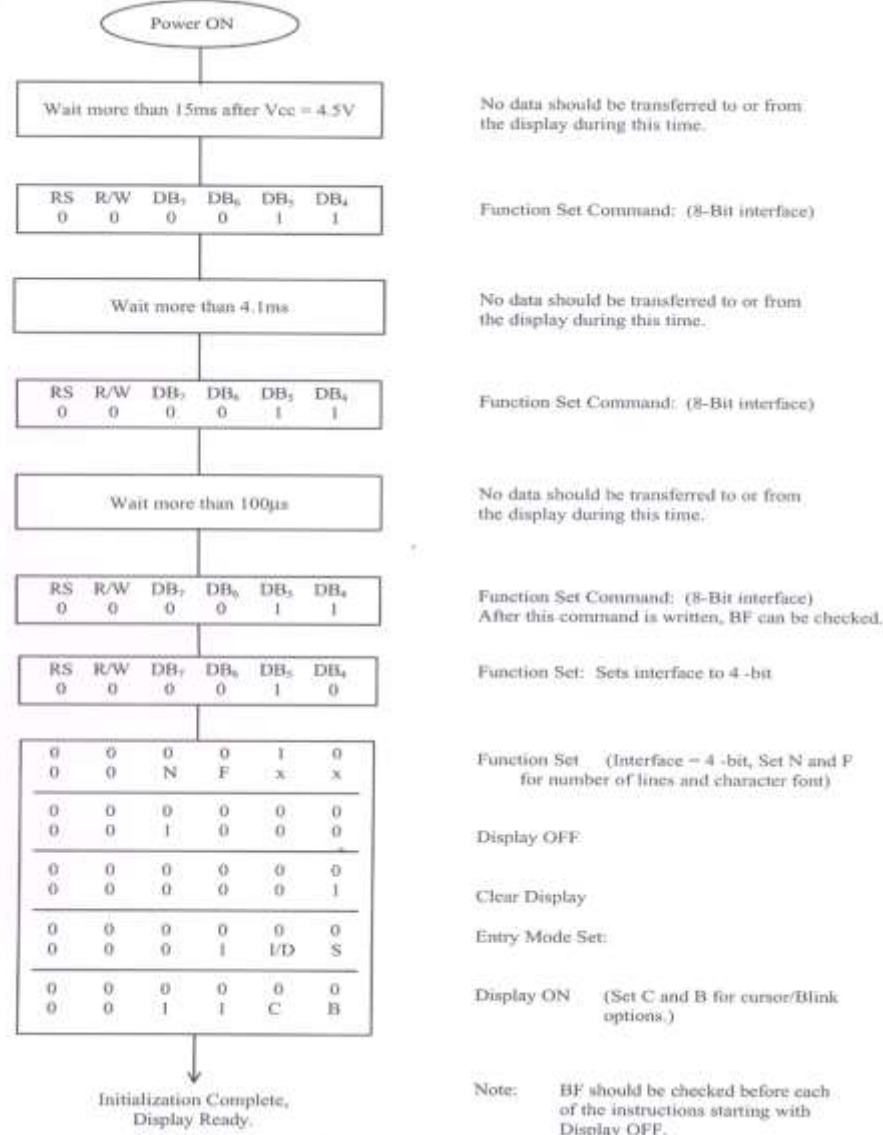 Power ON
Wait more than 15ms after Vcc = 4.5V
No data should be transferred to or from
the display during this time.
RS R/W DB₇ DB₆ DB₅ DB₄
0 0 0 0 1 1
Function Set Command: (8-Bit interface)
Wait more than 4.1ms
No data should be transferred to or from
the display during this time.
RS R/W DB₇ DB₆ DB₅ DB₄
0 0 0 0 1 1
Function Set Command: (8-Bit interface)
Wait more than 100µs
No data should be transferred to or from
the display during this time.
RS R/W DB₇ DB₆ DB₅ DB₄
0 0 0 0 1 1
Function Set Command: (8-Bit interface)
After this command is written, BF can be checked.
RS R/W DB₇ DB₆ DB₅ DB₄
0 0 0 0 1 0
Function Set: Sets interface to 4 -bit
0 0 0 0 1 0
0 0 N F x x
Function Set (Interface = 4 -bit, Set N and F
for number of lines and character font)
0 0 0 0 0 0
0 0 1 0 0 0
Display OFF
0 0 0 0 0 0
0 0 0 0 0 1
Clear Display
0 0 0 0 0 0
0 0 0 1 I/D S
Entry Mode Set:
0 0 0 0 0 0
0 0 1 1 C B
Display ON (Set C and B for cursor/Blink
options.)
Initialization Complete,
Display Ready.
Note: BF should be checked before each
of the instructions starting with
Display OFF.